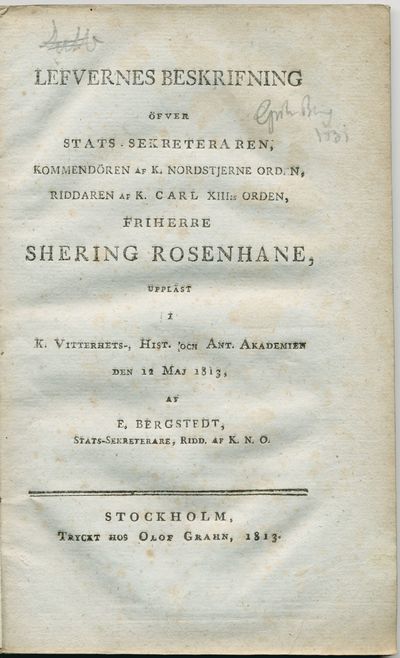 LEFVERNES BESKRIFNING
ÖFVER
STATS-SEKRETERAREN,
KOMMENDÖREN AF K. NORDSTJERNE ORD.N,
RIDDAREN AF K. CARL XIII:S ORDEN,
FRIHERRE
SHERING ROSENHANE,
UPPLÄST
I
K. VITTERHETS-, HIST. OCH ANT. AKADEMIEN
DEN 12 MAJ 1813,
AF
E. BERGSTEDT,
STATS-SEKRETERARE, RIDD. AF K. N. O.
STOCKHOLM,
TRYCKT HOS OLOF GRAHN, 1813.